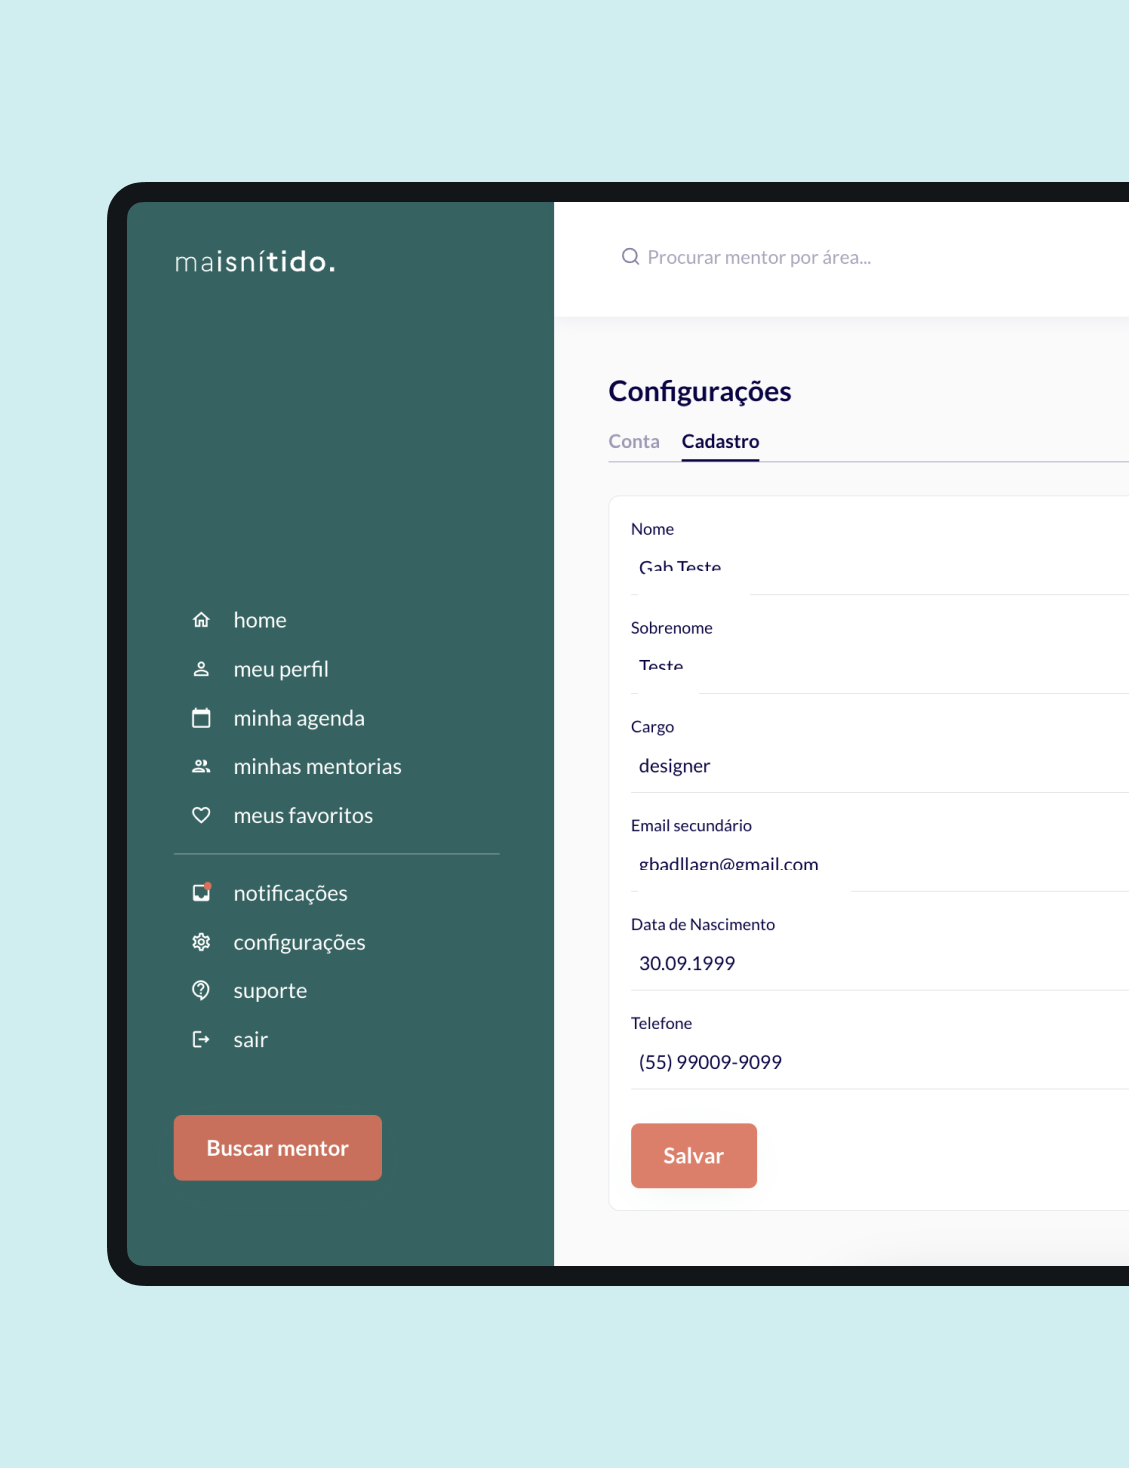 maisnítido.
Procurar mentor por área...
Configurações
Conta Cadastro
Nome
Gab Teste
Sobrenome
Teste
Cargo
designer
Email secundário
gbadllagn@gmail.com
Data de Nascimento
30.09.1999
Telefone
(55) 99009-9099
Salvar
home
meu perfil
minha agenda
minhas mentorias
meus favoritos
notificações
configurações
suporte
sair
Buscar mentor